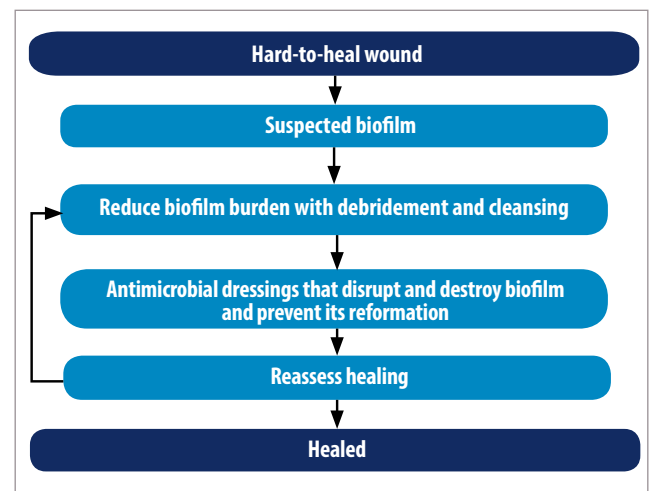 Hard-to-heal wound
Suspected biofilm
Reduce biofilm burden with debridement and cleansing
Antimicrobial dressings that disrupt and destroy biofilm
and prevent its reformation
Reassess healing
Healed